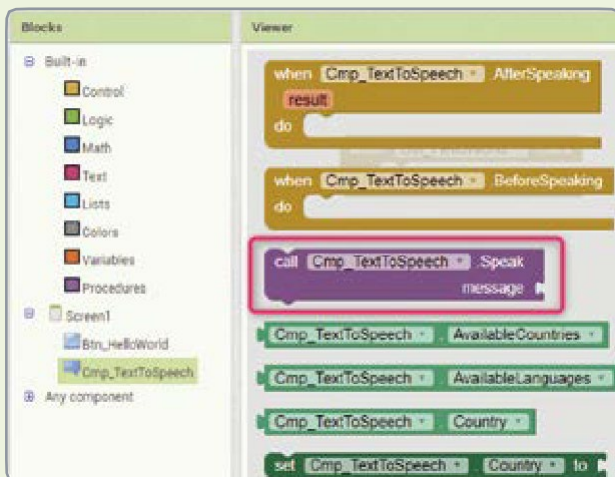 Blocks
Built-in
Control
Logic
Math
Text
Lists
Colors
Variables
Procedures
Screen1
Btn_HelloWorld
Cmp_TextToSpeech
Any component
Viewer
when Cmp_TextToSpeech .AfterSpeaking
result
do
when Cmp_TextToSpeech .BeforeSpeaking
do
call Cmp_TextToSpeech .Speak
message
Cmp_TextToSpeech . AvailableCountries
Cmp_TextToSpeech . AvailableLanguages
Cmp_TextToSpeech . Country
set Cmp_TextToSpeech . Country to